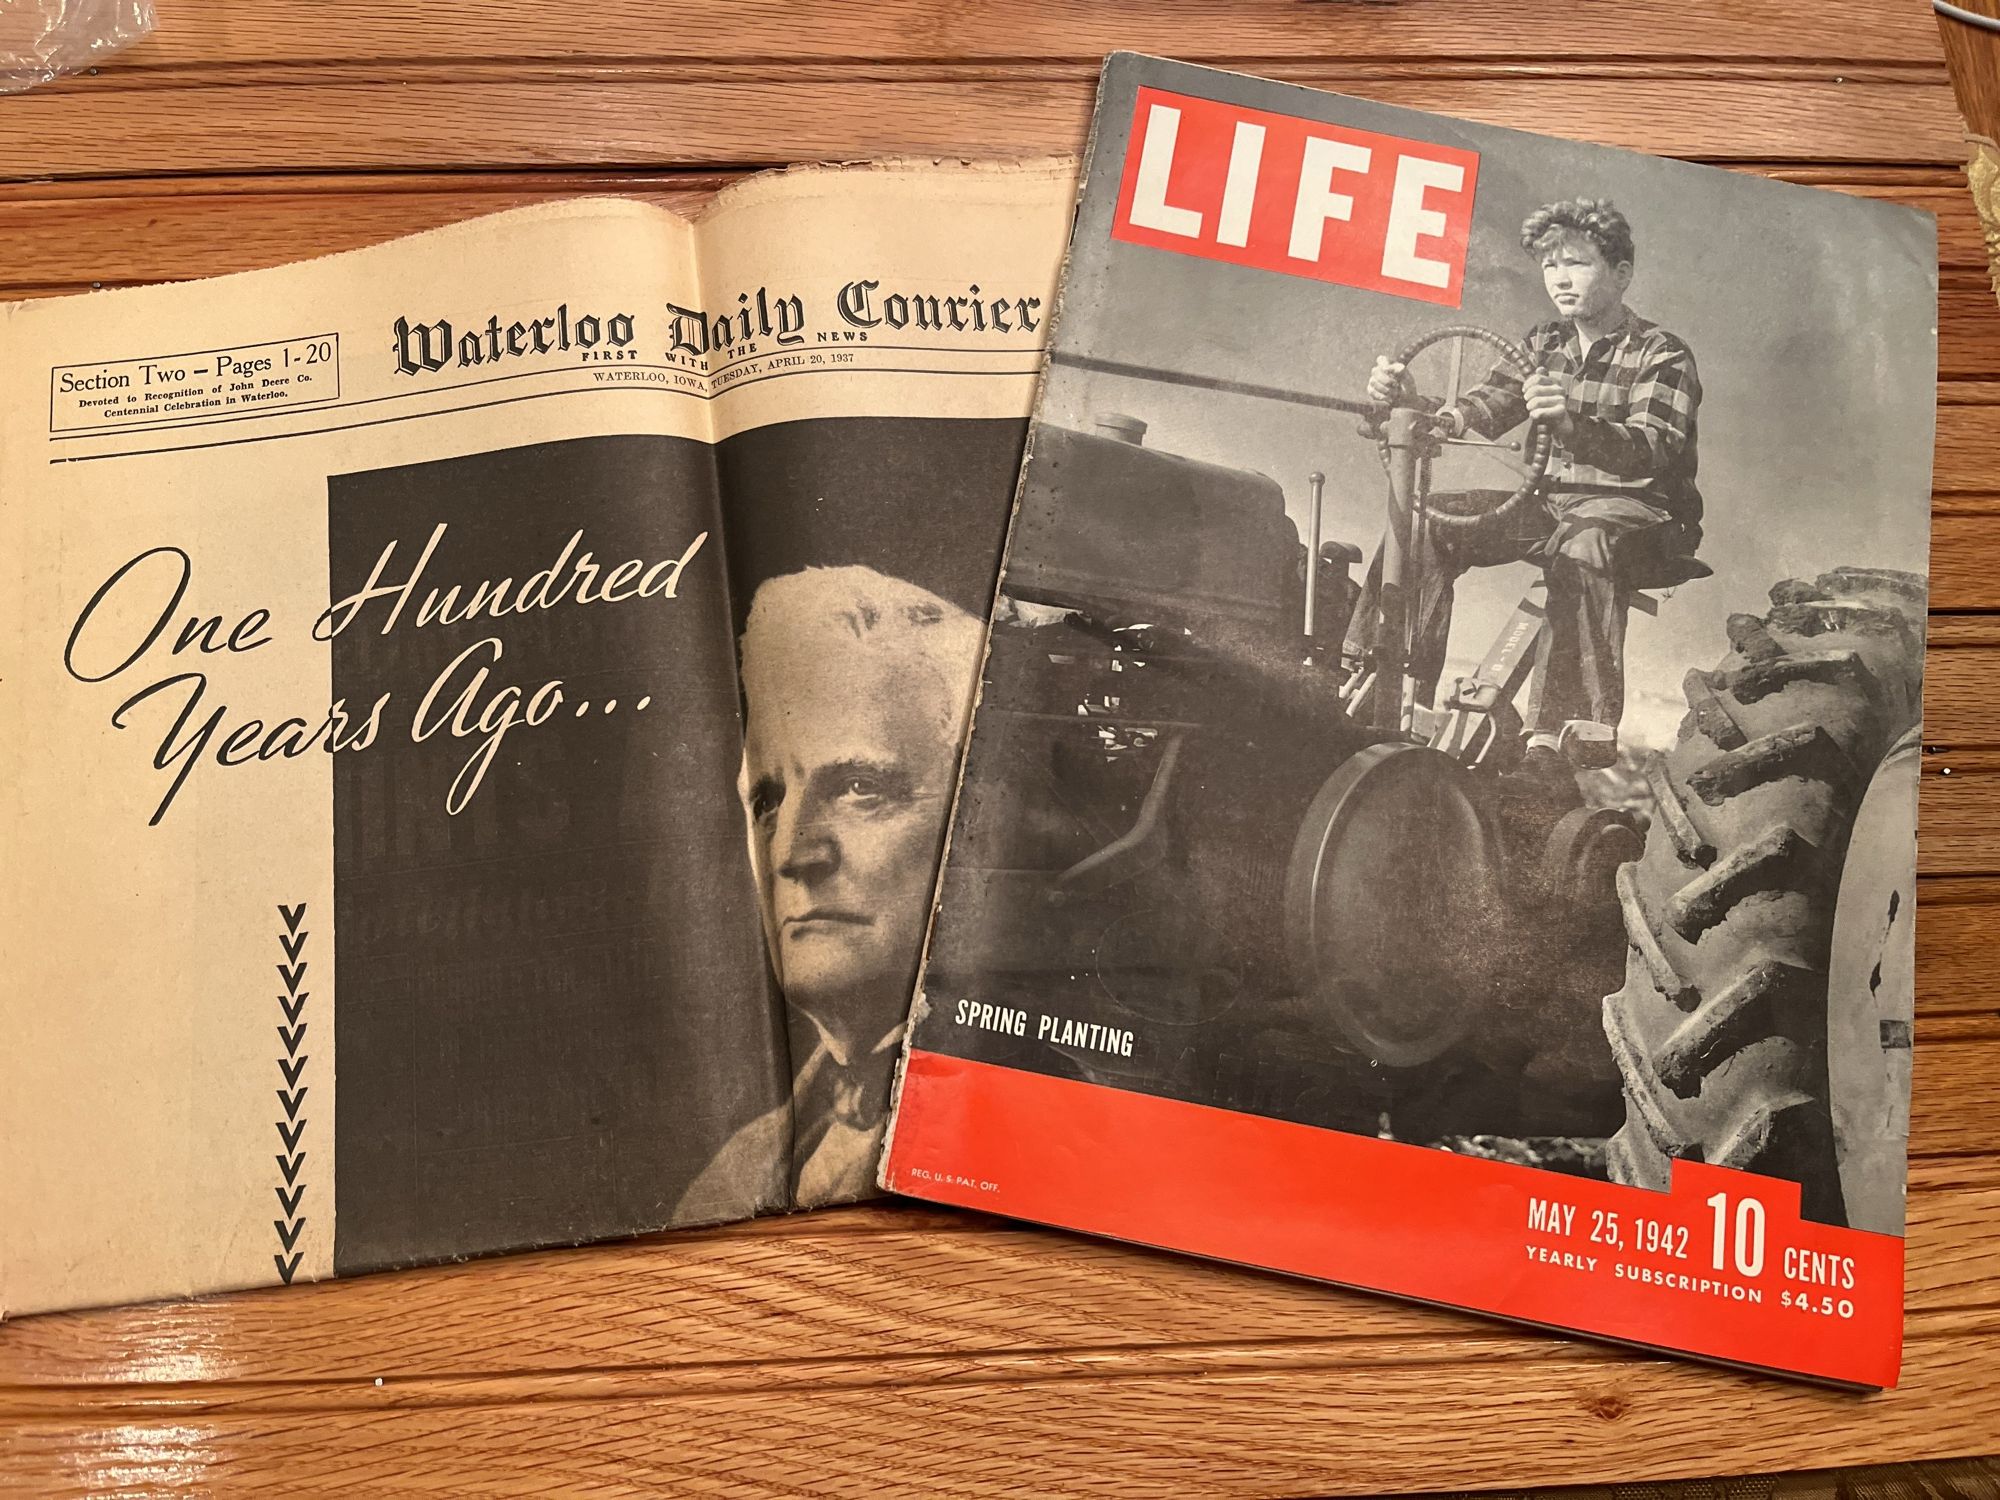 Section Two — Pages 1-20
Devoted to Recognition of John Deere Co.
Centennial Celebration in Waterloo.
Waterloo Daily Courier
FIRST WITH THE NEWS
WATERLOO, IOWA, TUESDAY, APRIL 20, 1937
One Hundred
Years Ago...
LIFE
MODEL-D
SPRING PLANTING
REG. U. S. PAT. OFF.
MAY 25, 1942 10 CENTS
YEARLY SUBSCRIPTION $4.50